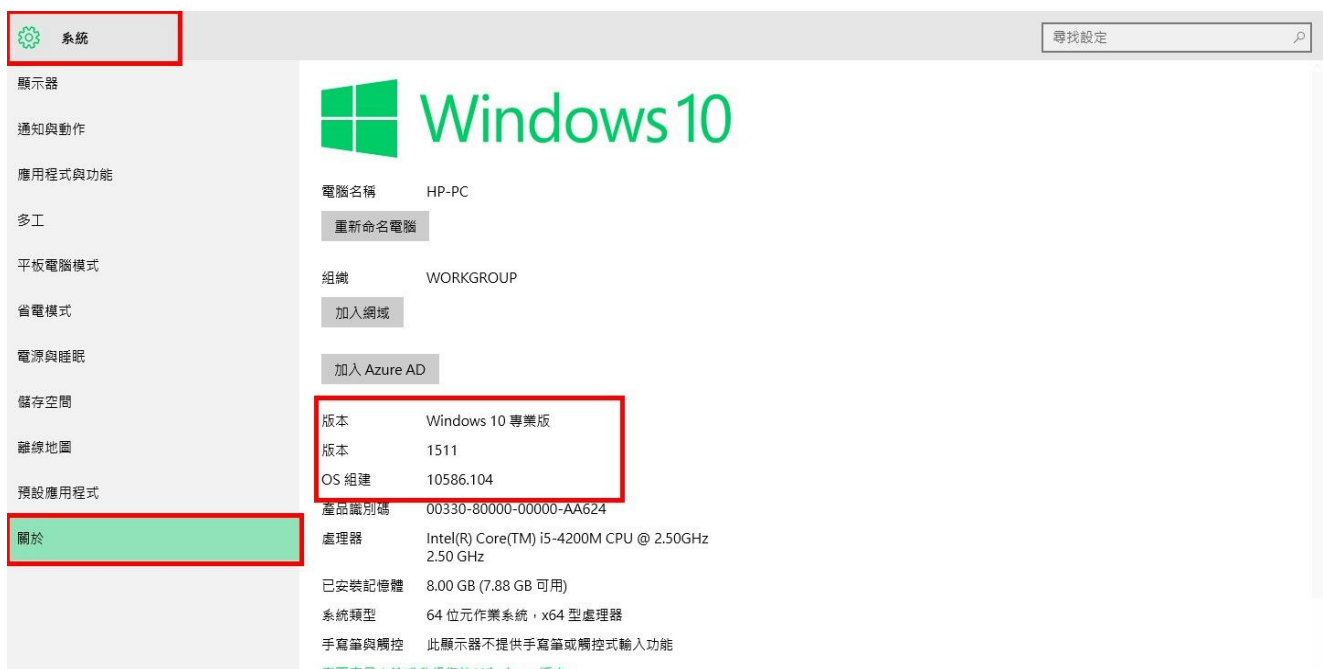 系統
尋找設定
顯示器
通知與動作
應用程式與功能
多工
平板電腦模式
省電模式
電源與睡眠
儲存空間
離線地圖
預設應用程式
關於
Windows 10
電腦名稱 HP-PC
重新命名電腦
組織 WORKGROUP
加入網域
加入 Azure AD
版本 Windows 10 專業版
版本 1511
OS 組建 10586.104
產品識別碼 00330-80000-00000-AA624
處理器 Intel(R) Core(TM) i5-4200M CPU @ 2.50GHz
2.50 GHz
已安裝記憶體 8.00 GB (7.88 GB 可用)
系統類型 64 位元作業系統，x64 型處理器
手寫筆與觸控 此顯示器不提供手寫筆或觸控式輸入功能